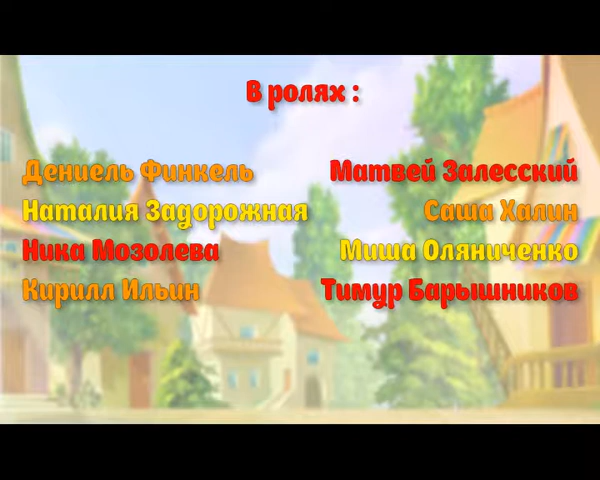 В ролях :
Дениель Финкель
Наталия Задорожная
Ника Мозолева
Кирилл Ильин
Матвей Залесский
Саша Халин
Миша Оляниченко
Тимур Барышников